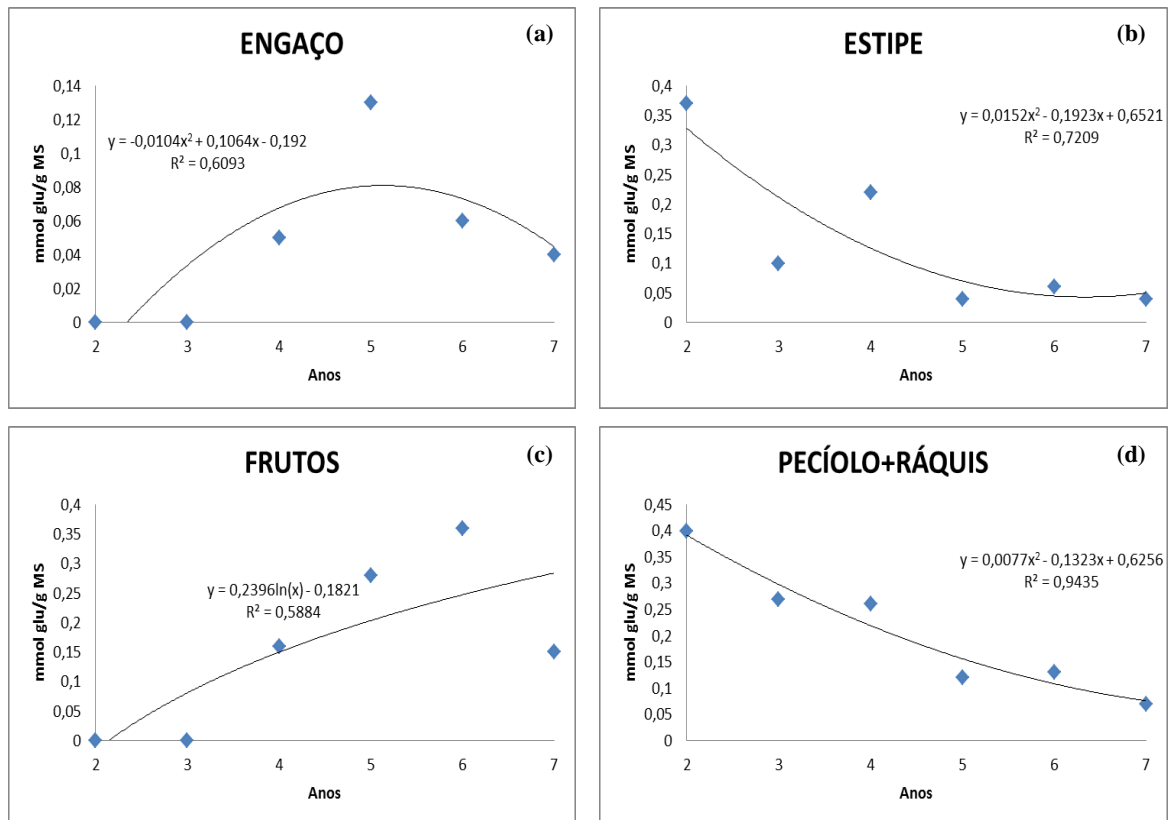 ENGAÇO
(a)
mmol glu/g MS
0,14
0,12
0,1
0,08
0,06
0,04
0,02
0
y = -0,0104x² + 0,1064x - 0,192
R² = 0,6093
2 3 4 5 6 7
Anos
ESTIPE
(b)
mmol glu/g MS
0,4
0,35
0,3
0,25
0,2
0,15
0,1
0,05
0
y = 0,0152x² - 0,1923x + 0,6521
R² = 0,7209
2 3 4 5 6 7
Anos
FRUTOS
(c)
mmol glu/g MS
0,4
0,35
0,3
0,25
0,2
0,15
0,1
0,05
0
y = 0,2396ln(x) - 0,1821
R² = 0,5884
2 3 4 5 6 7
Anos
PECÍOLO+RÁQUIS
(d)
mmol glu/g MS
0,45
0,4
0,35
0,3
0,25
0,2
0,15
0,1
0,05
0
y = 0,0077x² - 0,1323x + 0,6256
R² = 0,9435
2 3 4 5 6 7
Anos